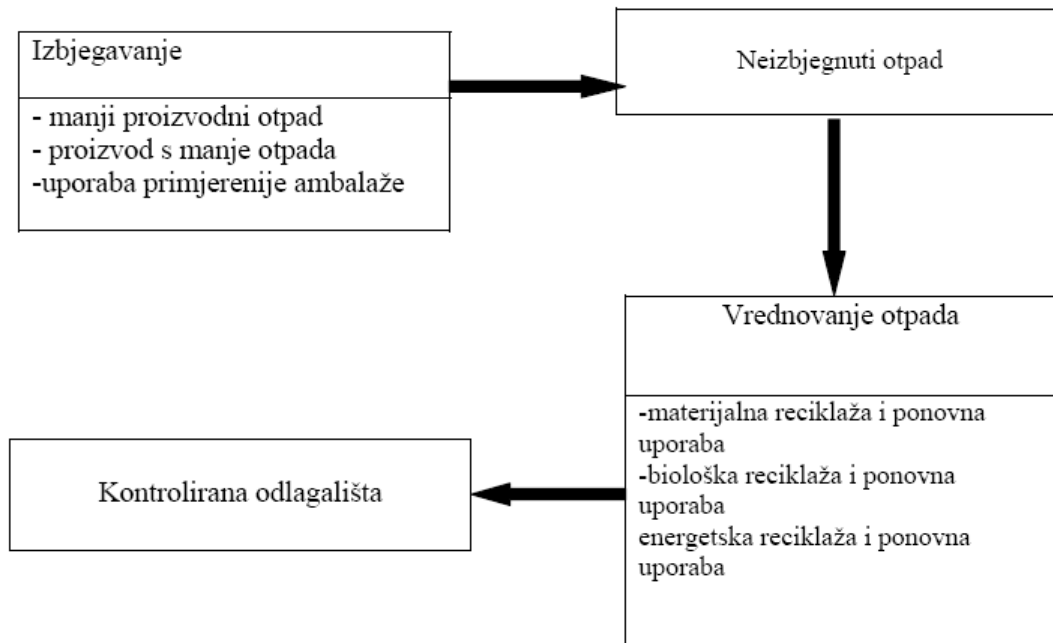 Izbjegavanje
- manji proizvodni otpad
- proizvod s manje otpada
-uporaba primjerenije ambalaže
Neizbjegnuti otpad
Vrednovanje otpada
-materijalna reciklaža i ponovna
uporaba
-biološka reciklaža i ponovna
uporaba
energetska reciklaža i ponovna
uporaba
Kontrolirana odlagališta